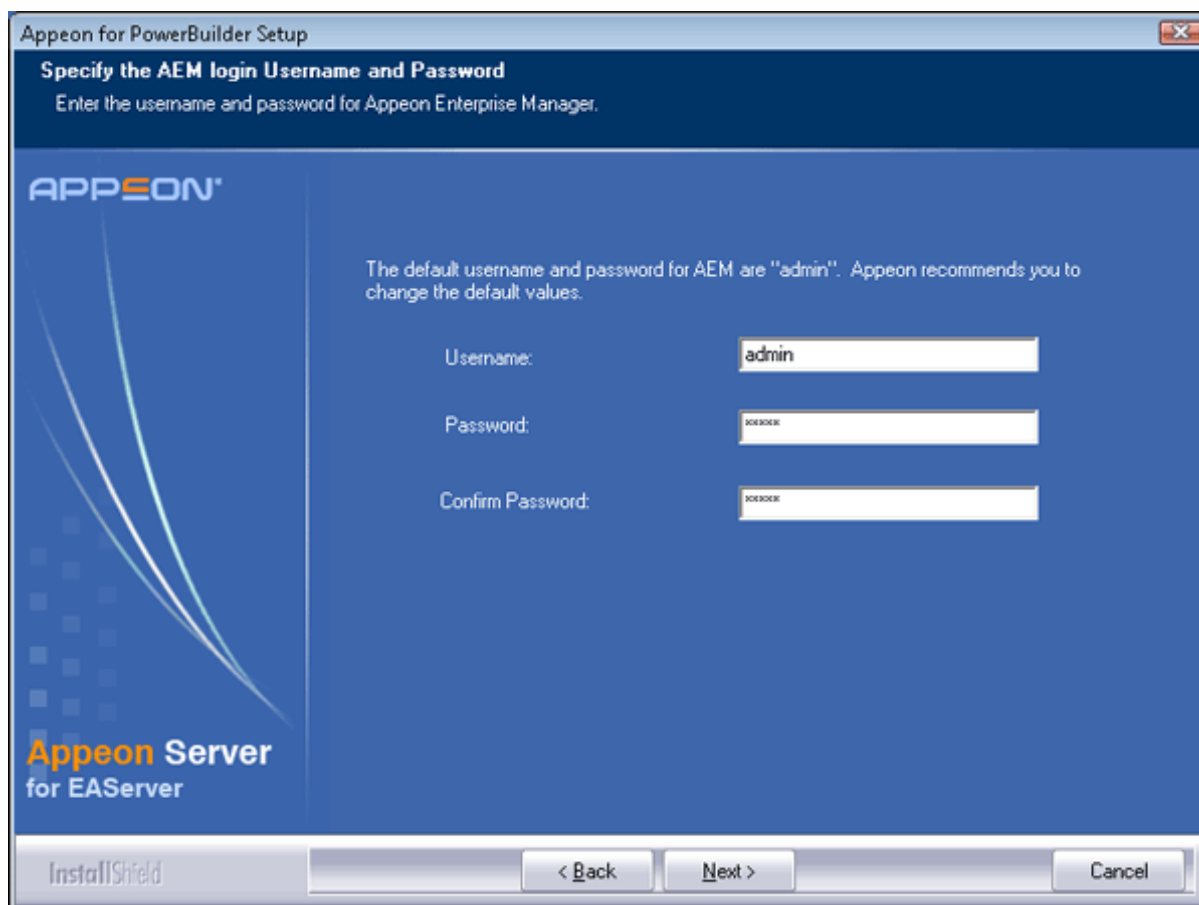 Appeon for PowerBuilder Setup
Specify the AEM login Username and Password
Enter the username and password for Appeon Enterprise Manager.
APPEON®
The default username and password for AEM are "admin".  Appeon recommends you to
change the default values.
Username:
admin
Password:
*****
Confirm Password:
*****
Appeon Server
for EAServer
InstallShield
< Back
Next >
Cancel